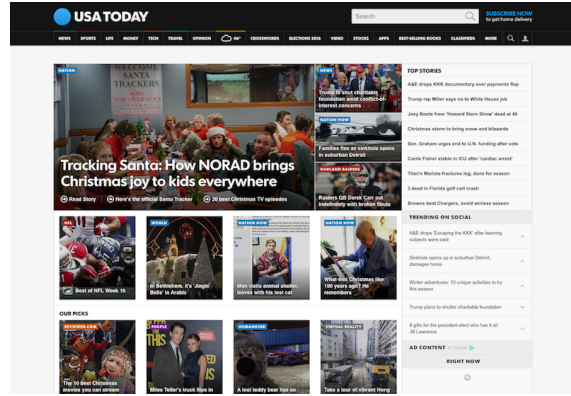 USA TODAY
Search
SUBSCRIBE NOW
to get home delivery
NEWS SPORTS LIFE MONEY TECH TRAVEL OPINION 46° CROSSWORDS ELECTIONS 2016 VIDEO STOCKS APPS BEST-SELLING BOOKS CLASSIFIEDS MORE
NATION
WELCOME
SANTA
TRACKERS
Tracking Santa: How NORAD brings
Christmas joy to kids everywhere
Read Story
Here's the official Santa Tracker
20 best Christmas TV episodes
NEWS
Trump to shut charitable
foundation amid conflict-of-
interest concerns
NATION NOW
Families flee as sinkhole opens
in suburban Detroit
OAKLAND RAIDERS
Raiders QB Derek Carr out
indefinitely with broken fibula
TOP STORIES
A&E drops KKK documentary over payments flap
Trump rep Miller says no to White House job
Joey Boots from 'Howard Stern Show' dead at 49
Christmas storm to bring snow and blizzards
Sen. Graham urges end to U.N. funding after vote
Carrie Fisher stable in ICU after 'cardiac arrest'
Titan's Mariota fractures leg; done for season
3 dead in Florida golf cart crash
Browns beat Chargers, avoid winless season
NFL
Best of NFL Week 16
WORLD
In Bethlehem, it's 'Jingle
Bells' in Arabic
NATION NOW
Man visits animal shelter,
leaves with his lost cat
NATION NOW
What was Christmas like
100 years ago? He
remembers
TRENDING ON SOCIAL
A&E drops 'Escaping the KKK' after learning
subjects were paid
Sinkhole opens up in suburban Detroit,
damages home
Winter adventures: 10 unique activities to try
this season
Trump plans to shutter charitable foundation
8 gifts for the president-elect who has it all:
Jill Lawrence
AD CONTENT
RIGHT NOW
OUR PICKS
REVIEWED.COM
The 10 best Christmas
movies you can stream
PEOPLE
THIS
Miles Teller's truck flips in
HUMANKIND
A lost teddy bear has an
VIRTUAL REALITY
Take a tour of vibrant Hong